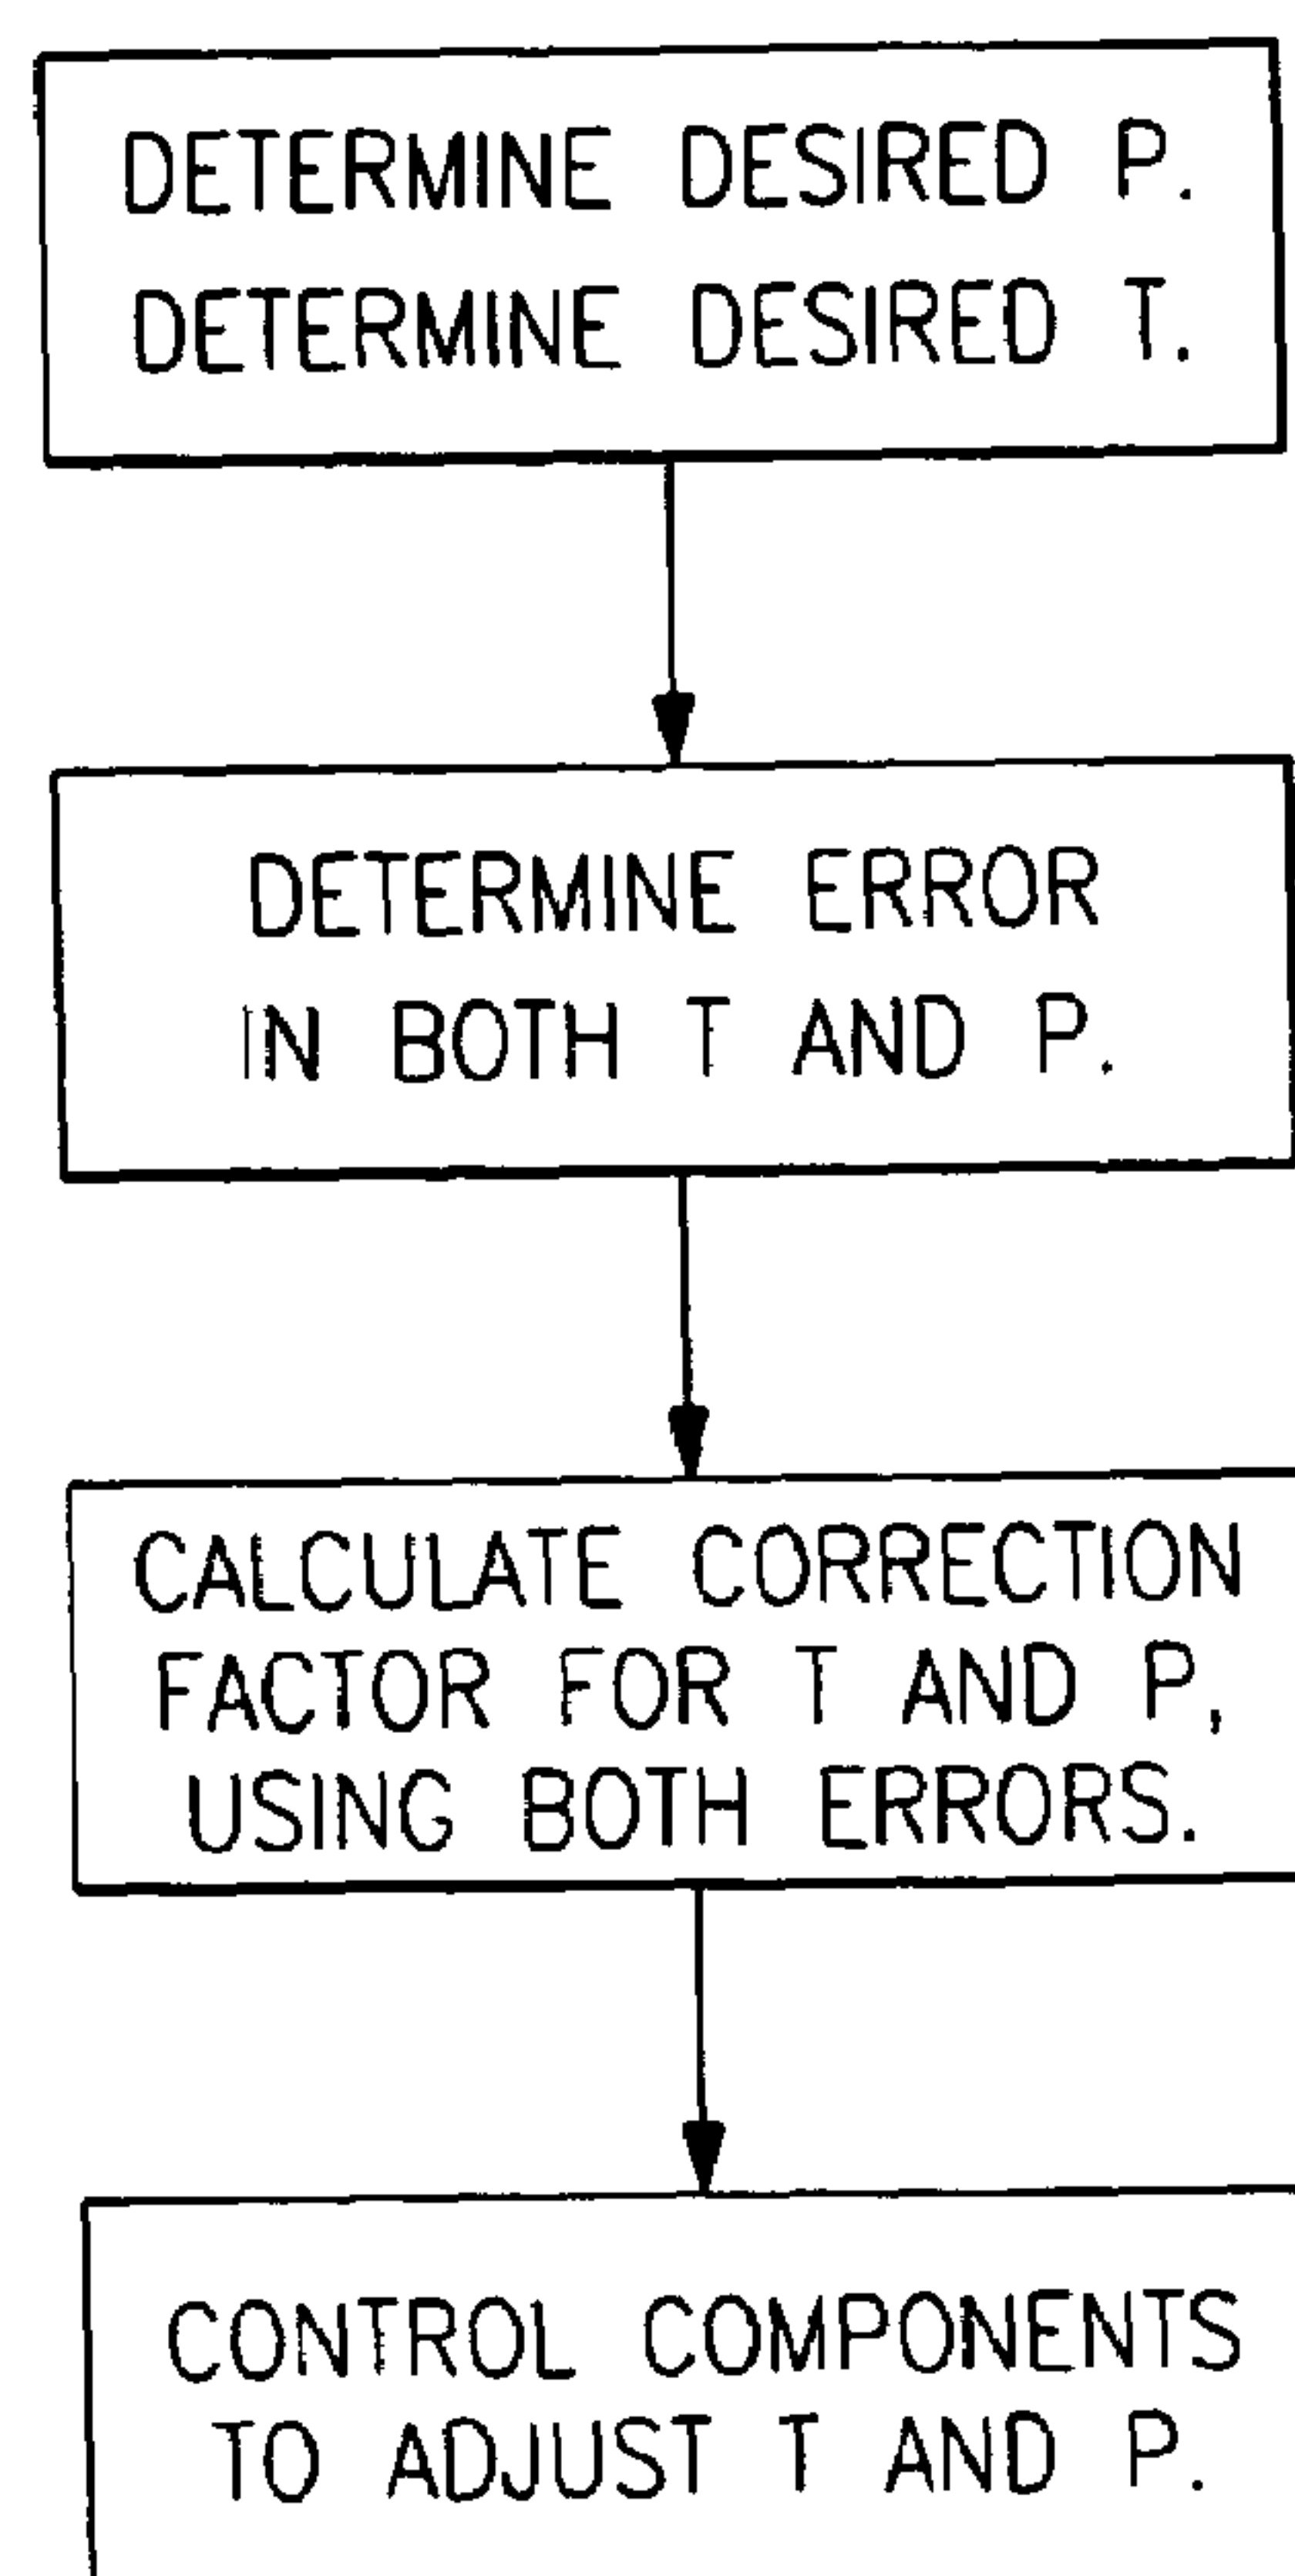 DETERMINE DESIRED P.
DETERMINE DESIRED T.
DETERMINE ERROR
IN BOTH T AND P.
CALCULATE CORRECTION
FACTOR FOR T AND P,
USING BOTH ERRORS.
CONTROL COMPONENTS
TO ADJUST T AND P.